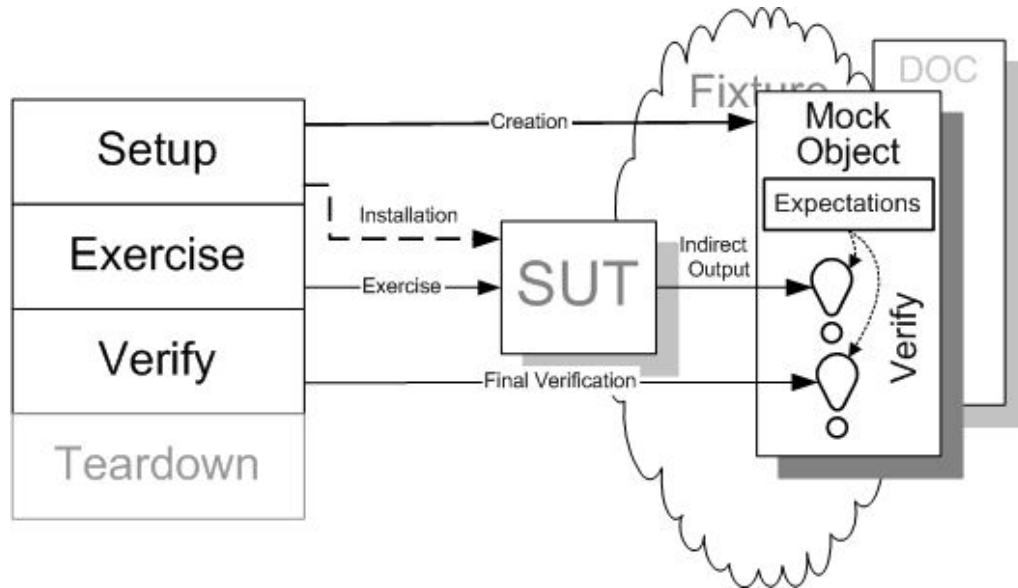 Setup
Exercise
Verify
Teardown
Creation
Installation
Exercise
Final Verification
SUT
Indirect
Output
Fixture
DOC
Mock
Object
Expectations
Verify